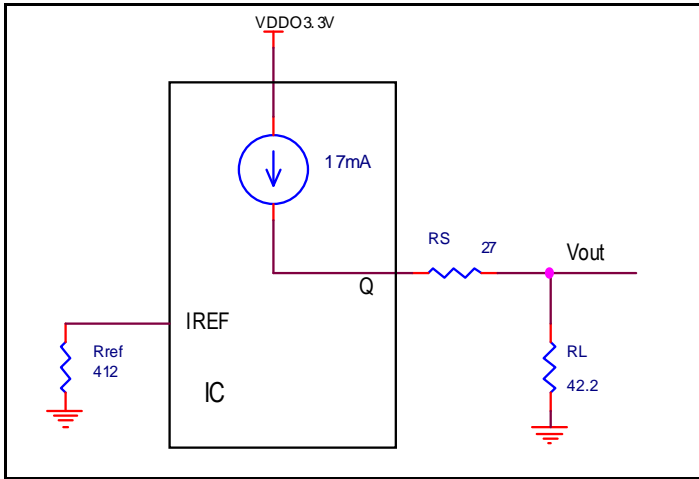 VDDO3.3V
17mA
RS 27
Vout
Q
IREF
Rref
412
RL
42.2
IC